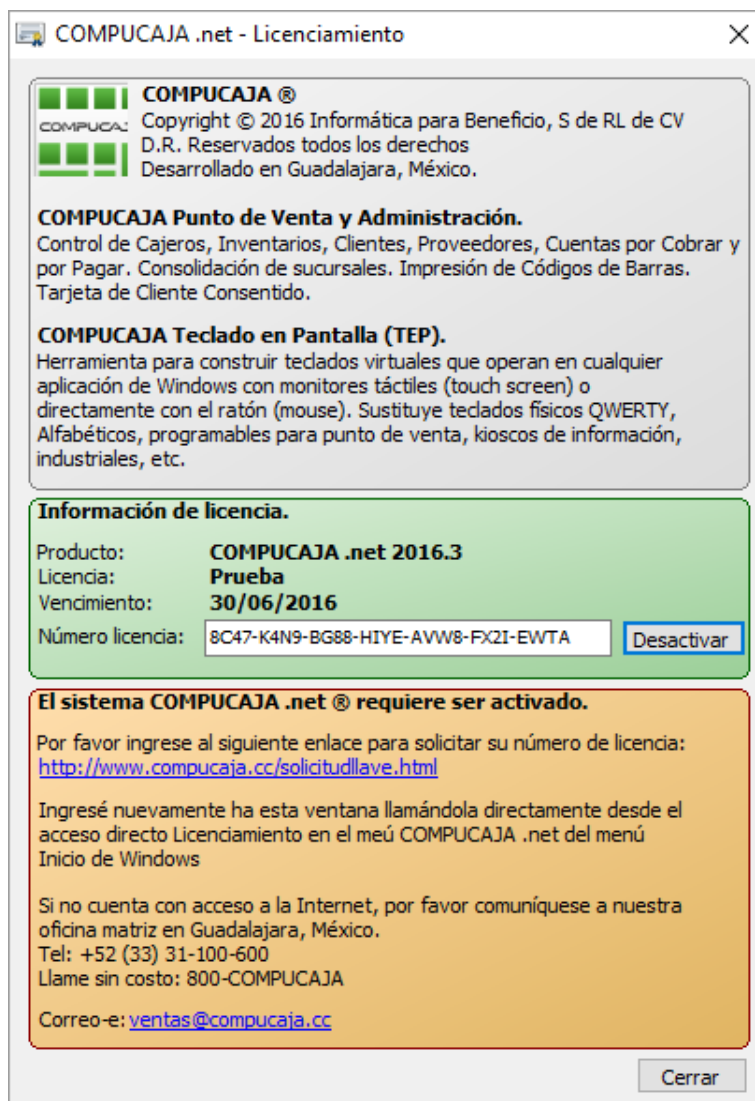 COMPUCAJA .net - Licenciamiento
COMPUCAJA ®
Copyright © 2016 Informática para Beneficio, S de RL de CV
D.R. Reservados todos los derechos
Desarrollado en Guadalajara, México.
COMPUCAJ
COMPUCAJA Punto de Venta y Administración.
Control de Cajeros, Inventarios, Clientes, Proveedores, Cuentas por Cobrar y
por Pagar. Consolidación de sucursales. Impresión de Códigos de Barras.
Tarjeta de Cliente Consentido.
COMPUCAJA Teclado en Pantalla (TEP).
Herramienta para construir teclados virtuales que operan en cualquier
aplicación de Windows con monitores táctiles (touch screen) o
directamente con el ratón (mouse). Sustituye teclados físicos QWERTY,
Alfabéticos, programables para punto de venta, kioscos de información,
industriales, etc.
Información de licencia.
Producto: COMPUCAJA .net 2016.3
Licencia: Prueba
Vencimiento: 30/06/2016
Número licencia: 8C47-K4N9-BG88-HIYE-AVW8-FX2I-EWTA Desactivar
El sistema COMPUCAJA .net ® requiere ser activado.
Por favor ingrese al siguiente enlace para solicitar su número de licencia:
http://www.compucaja.cc/solicitudllave.html
Ingresé nuevamente ha esta ventana llamándola directamente desde el
acceso directo Licenciamiento en el meú COMPUCAJA .net del menú
Inicio de Windows
Si no cuenta con acceso a la Internet, por favor comuníquese a nuestra
oficina matriz en Guadalajara, México.
Tel: +52 (33) 31-100-600
Llame sin costo: 800-COMPUCAJA
Correo-e: ventas@compucaja.cc
Cerrar